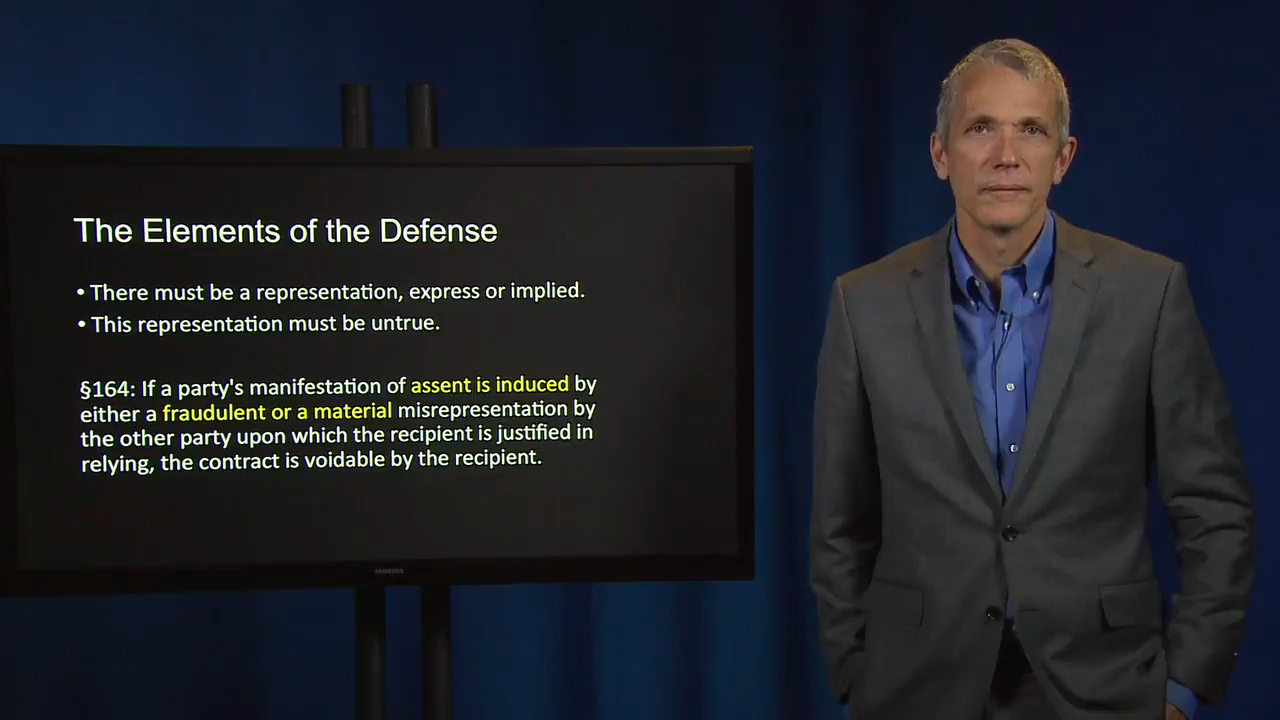 The Elements of the Defense
• There must be a representation, express or implied.
• This representation must be untrue.
§164: If a party's manifestation of assent is induced by
either a fraudulent or a material misrepresentation by
the other party upon which the recipient is justified in
relying, the contract is voidable by the recipient.
SAMSUNG